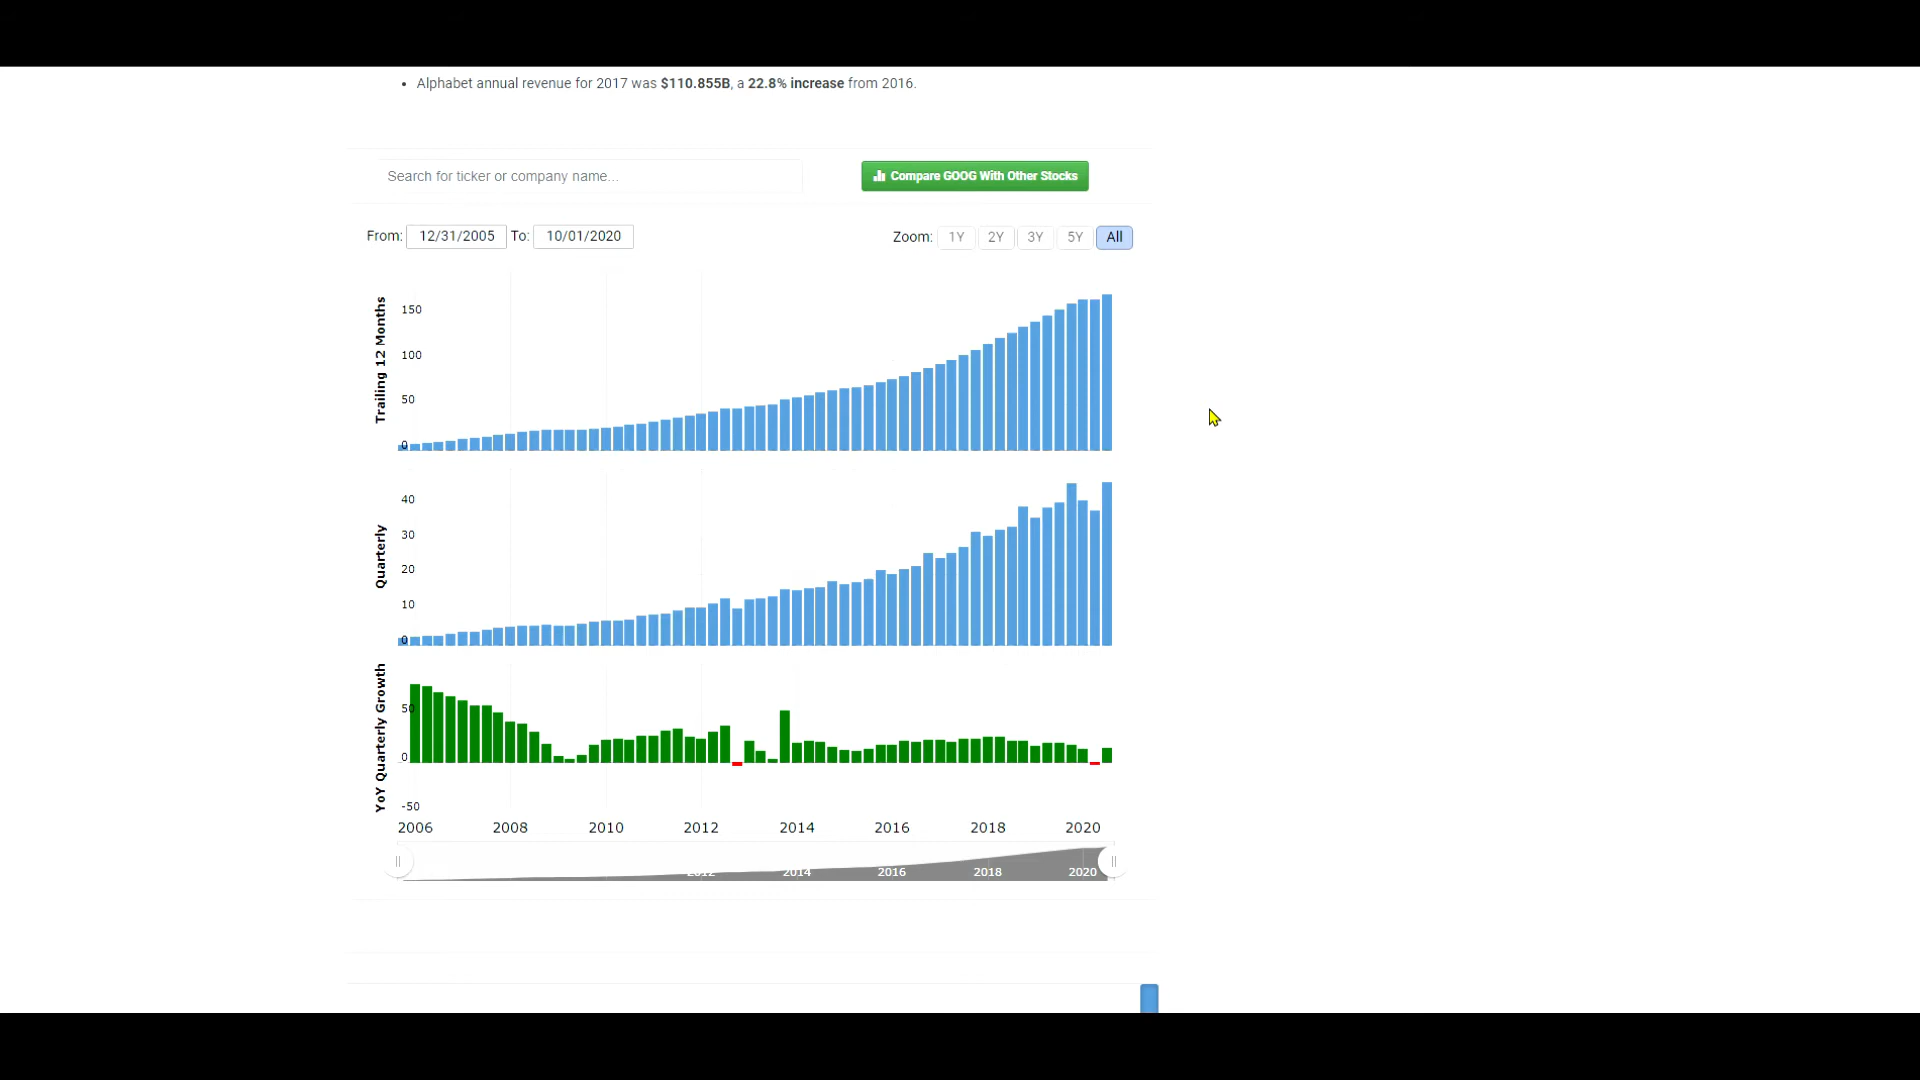 • Alphabet annual revenue for 2017 was $110.855B, a 22.8% increase from 2016.
Search for ticker or company name...
Compare GOOG With Other Stocks
From: 12/31/2005 To: 10/01/2020
Zoom: 1Y 2Y 3Y 5Y All
Trailing 12 Months
150
100
50
0
Quarterly
40
30
20
10
0
YoY Quarterly Growth
50
0
-50
2006 2008 2010 2012 2014 2016 2018 2020
2012 2014 2016 2018 2020